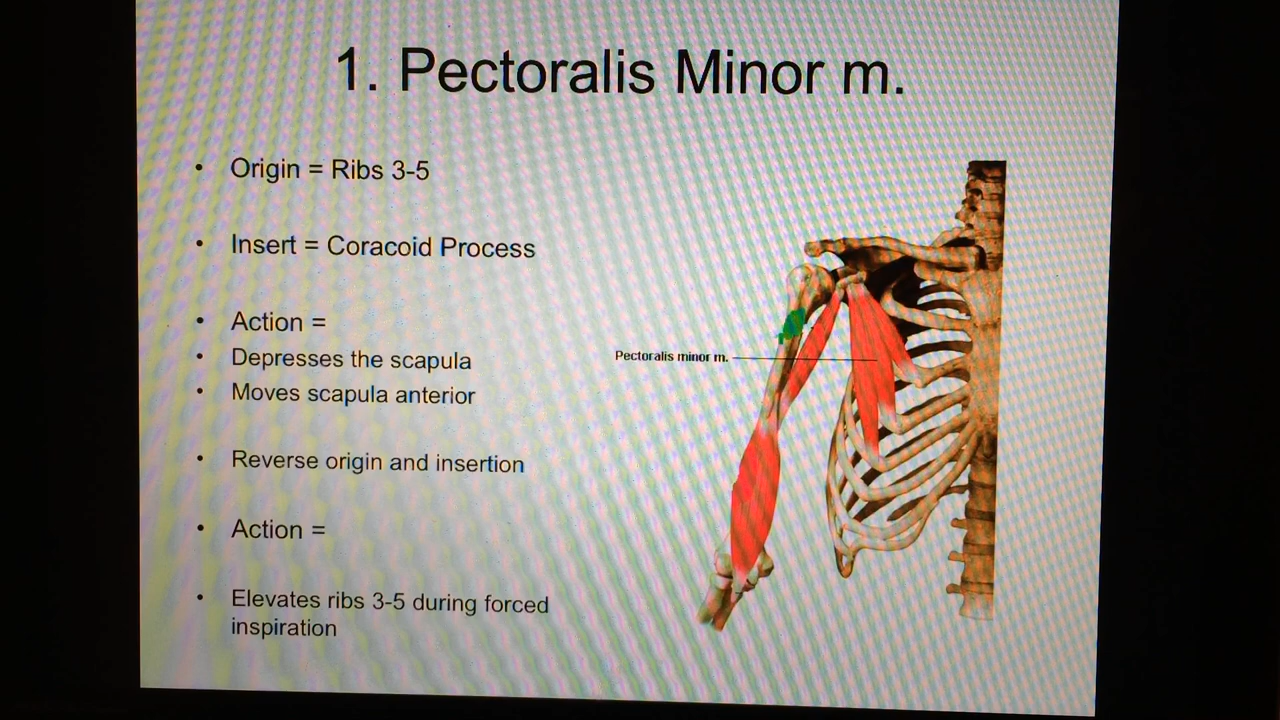 1. Pectoralis Minor m.
• Origin = Ribs 3-5
• Insert = Coracoid Process
• Action =
• Depresses the scapula
• Moves scapula anterior
• Reverse origin and insertion
• Action =
• Elevates ribs 3-5 during forced
inspiration
Pectoralis minor m.